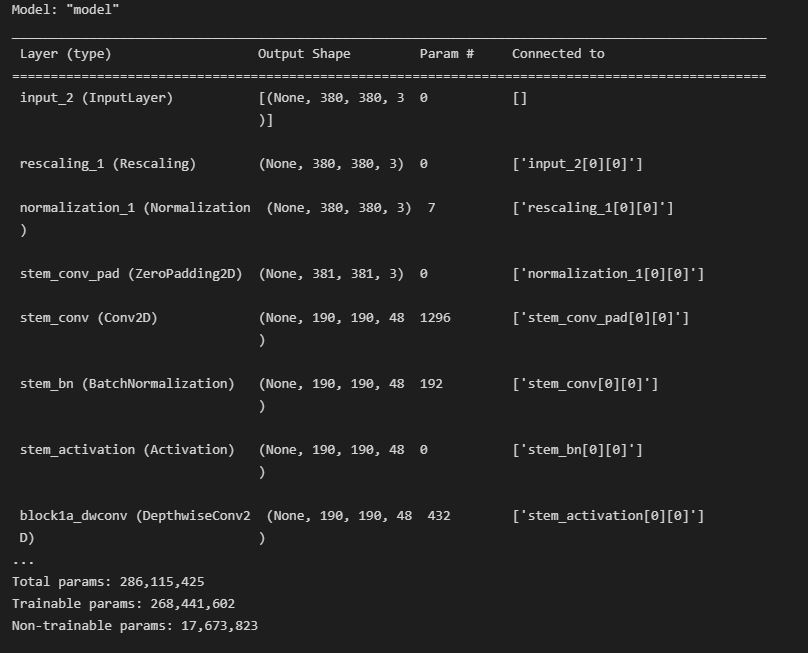 Model: "model"
__________________________________________________________________________________________________
Layer (type) Output Shape Param # Connected to
==================================================================================================
input_2 (InputLayer) [(None, 380, 380, 3 0 []
)]
rescaling_1 (Rescaling) (None, 380, 380, 3) 0 ['input_2[0][0]']
normalization_1 (Normalization (None, 380, 380, 3) 7 ['rescaling_1[0][0]']
)
stem_conv_pad (ZeroPadding2D) (None, 381, 381, 3) 0 ['normalization_1[0][0]']
stem_conv (Conv2D) (None, 190, 190, 48 1296 ['stem_conv_pad[0][0]']
)
stem_bn (BatchNormalization) (None, 190, 190, 48 192 ['stem_conv[0][0]']
)
stem_activation (Activation) (None, 190, 190, 48 0 ['stem_bn[0][0]']
)
block1a_dwconv (DepthwiseConv2 (None, 190, 190, 48 432 ['stem_activation[0][0]']
D) )
...
Total params: 286,115,425
Trainable params: 268,441,602
Non-trainable params: 17,673,823